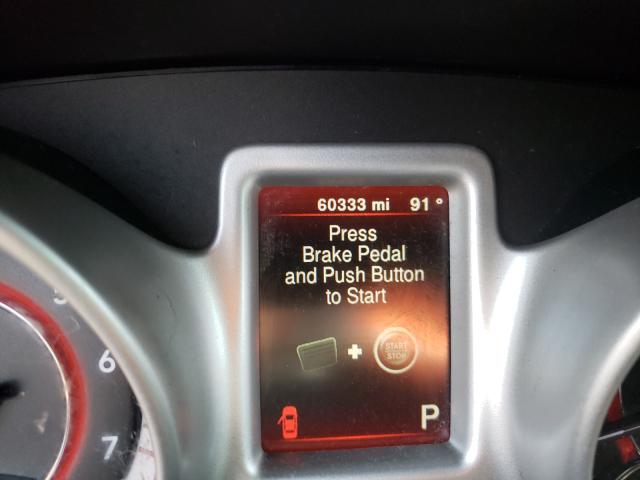 60333 mi 91°
Press
Brake Pedal
and Push Button
to Start
START
STOP
P
5
6
7